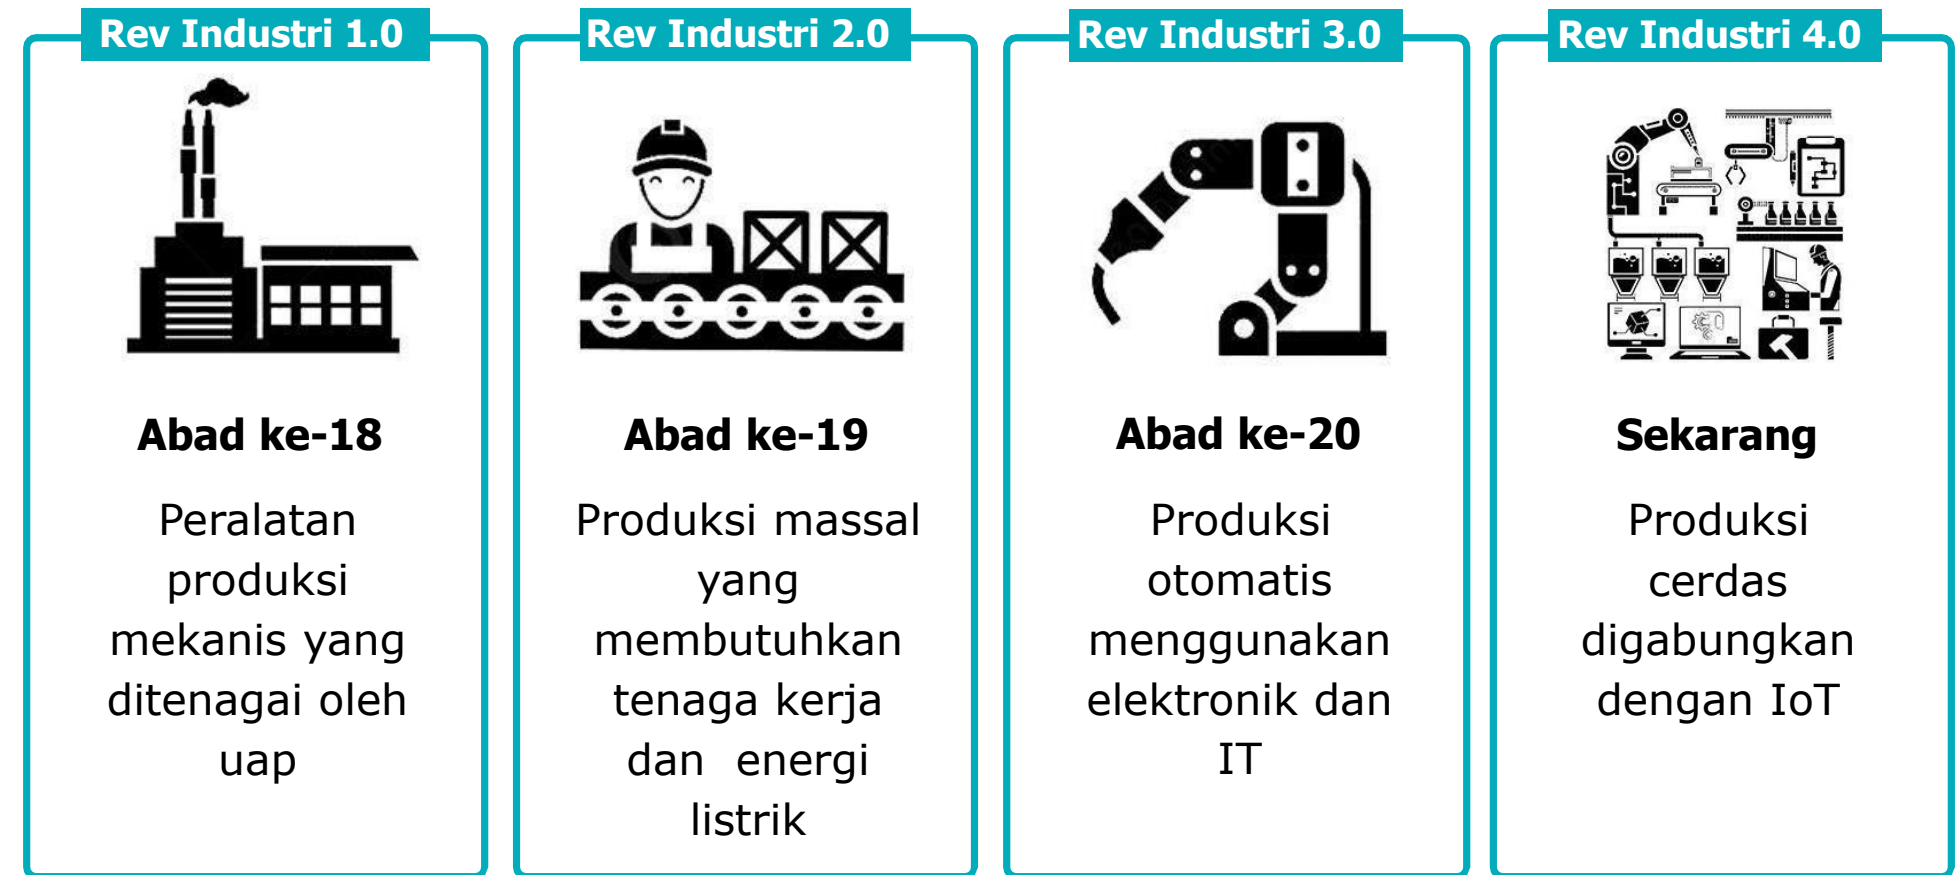 Rev Industri 1.0
Abad ke-18
Peralatan
produksi
mekanis yang
ditenagai oleh
uap
Rev Industri 2.0
Abad ke-19
Produksi massal
yang
membutuhkan
tenaga kerja
dan energi
listrik
Rev Industri 3.0
Abad ke-20
Produksi
otomatis
menggunakan
elektronik dan
IT
Rev Industri 4.0
Sekarang
Produksi
cerdas
digabungkan
dengan IoT